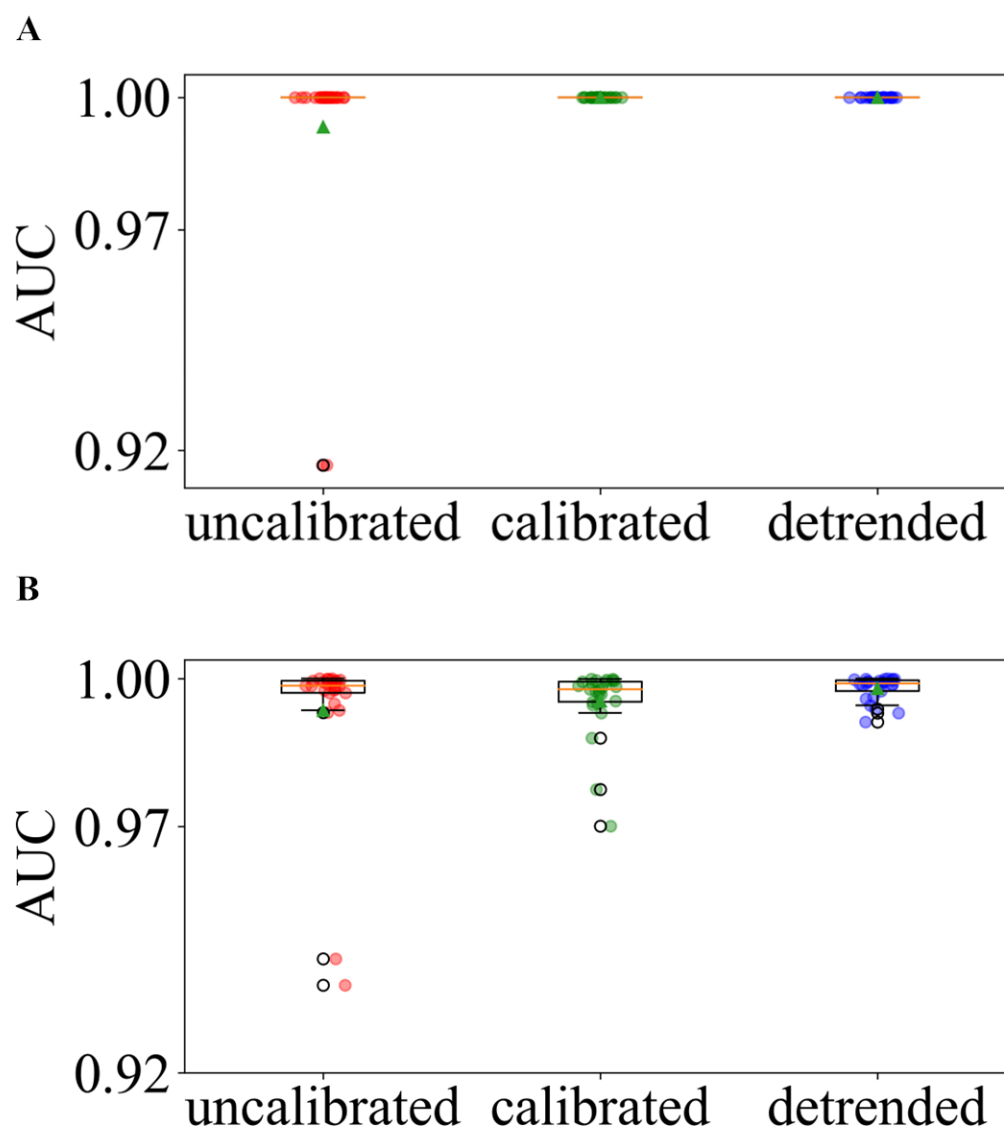 A
1.00
0.97
0.92
AUC
uncalibrated calibrated detrended
B
1.00
0.97
0.92
AUC
uncalibrated calibrated detrended